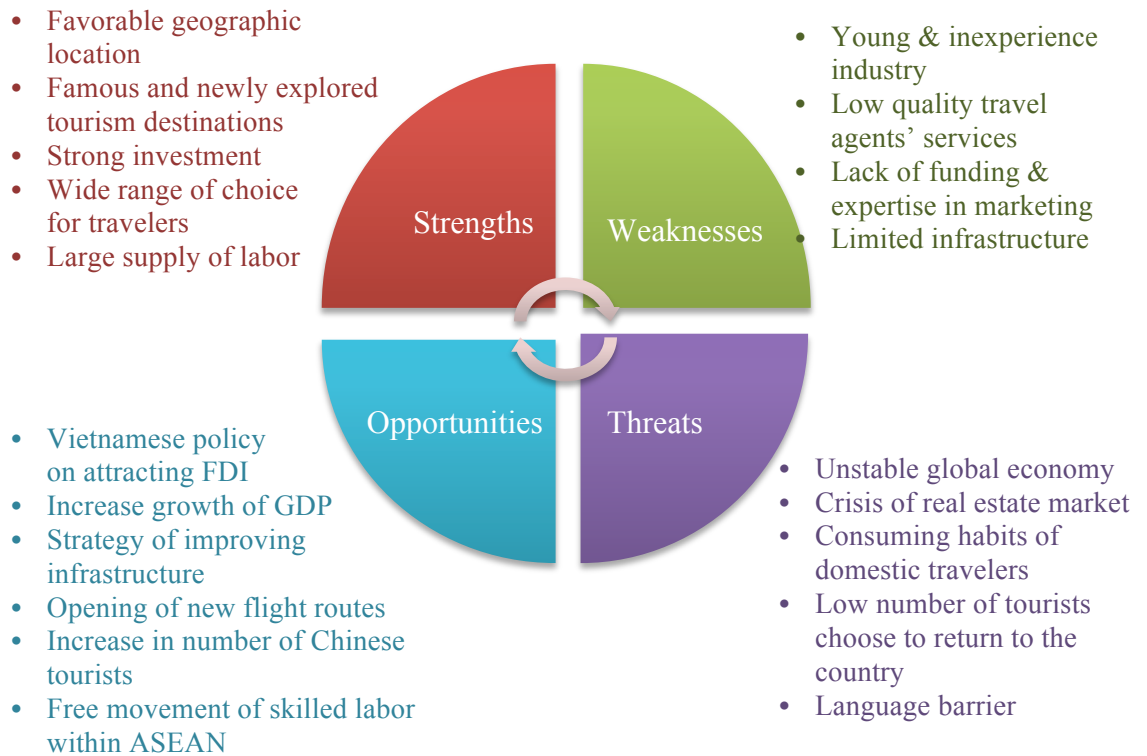 • Favorable geographic
location
• Famous and newly explored
tourism destinations
• Strong investment
• Wide range of choice
for travelers
• Large supply of labor
• Young & inexperience
industry
• Low quality travel
agents’ services
• Lack of funding &
expertise in marketing
• Limited infrastructure
Strengths
Weaknesses
Opportunities
Threats
• Vietnamese policy
on attracting FDI
• Increase growth of GDP
• Strategy of improving
infrastructure
• Opening of new flight routes
• Increase in number of Chinese
tourists
• Free movement of skilled labor
within ASEAN
• Unstable global economy
• Crisis of real estate market
• Consuming habits of
domestic travelers
• Low number of tourists
choose to return to the
country
• Language barrier